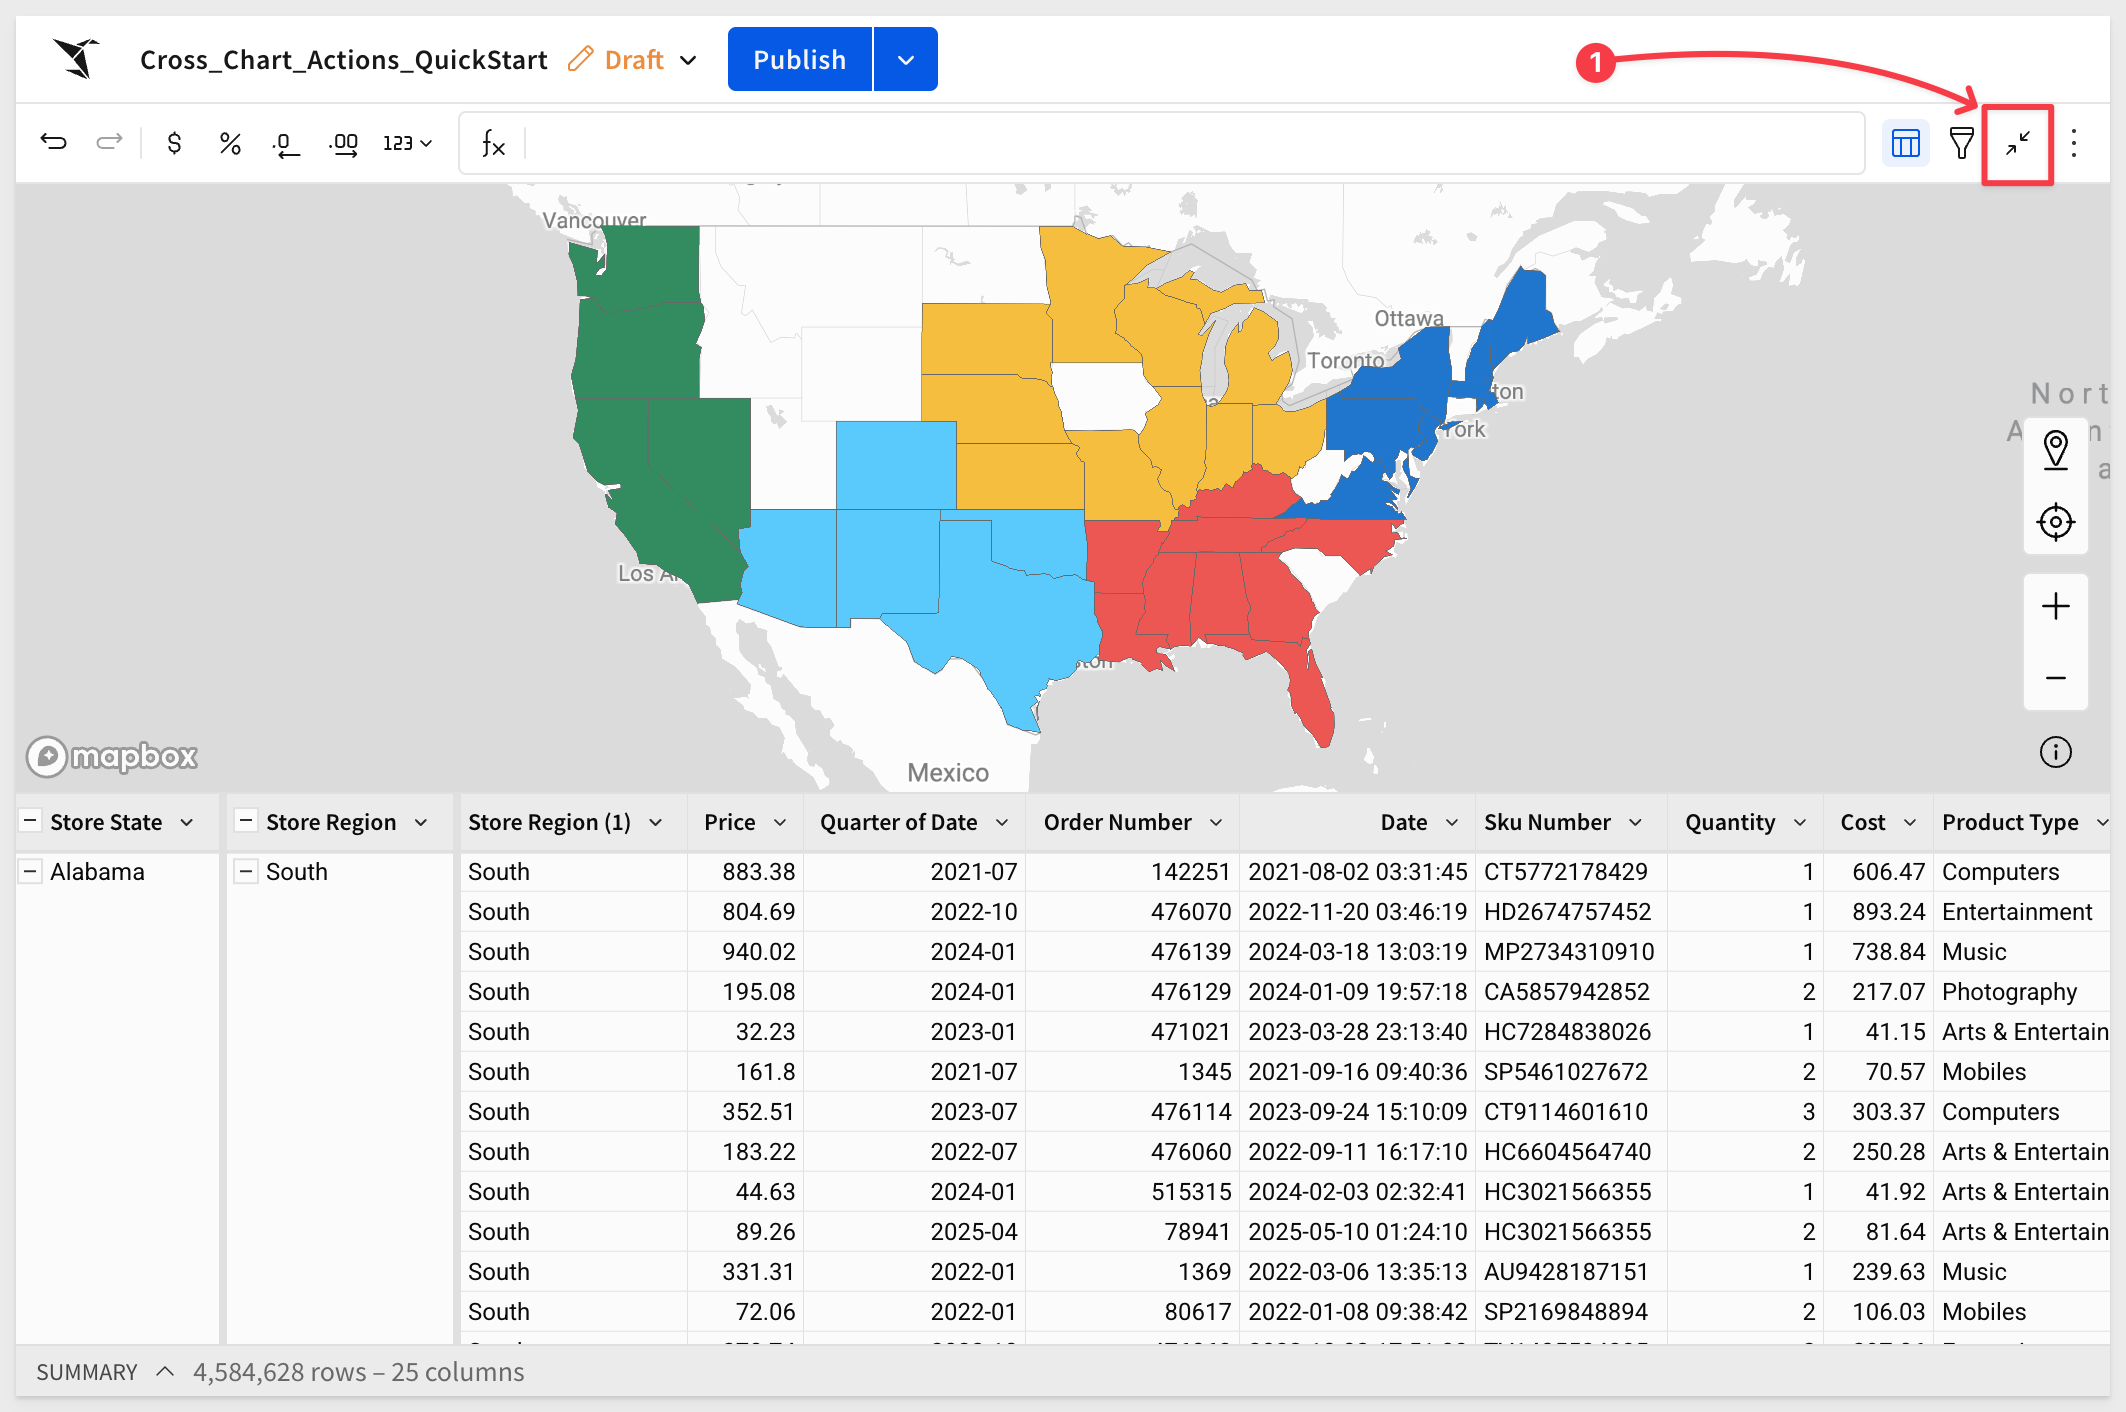 Cross_Chart_Actions_QuickStart Draft Publish
1
$ % .0 .00 123 fx
Vancouver
Ottawa
Toronto
ton
York
Nort
A n
a
Los A
ston
Mexico
mapbox
Store State Store Region Store Region (1) Price Quarter of Date Order Number Date Sku Number Quantity Cost Product Type
Alabama South South 883.38 2021-07 142251 2021-08-02 03:31:45 CT5772178429 1 606.47 Computers
South 804.69 2022-10 476070 2022-11-20 03:46:19 HD2674757452 1 893.24 Entertainment
South 940.02 2024-01 476139 2024-03-18 13:03:19 MP2734310910 1 738.84 Music
South 195.08 2024-01 476129 2024-01-09 19:57:18 CA5857942852 2 217.07 Photography
South 32.23 2023-01 471021 2023-03-28 23:13:40 HC7284838026 1 41.15 Arts & Entertain
South 161.8 2021-07 1345 2021-09-16 09:40:36 SP5461027672 2 70.57 Mobiles
South 352.51 2023-07 476114 2023-09-24 15:10:09 CT9114601610 3 303.37 Computers
South 183.22 2022-07 476060 2022-09-11 16:17:10 HC6604564740 2 250.28 Arts & Entertain
South 44.63 2024-01 515315 2024-02-03 02:32:41 HC3021566355 1 41.92 Arts & Entertain
South 89.26 2025-04 78941 2025-05-10 01:24:10 HC3021566355 2 81.64 Arts & Entertain
South 331.31 2022-01 1369 2022-03-06 13:35:13 AU9428187151 1 239.63 Music
South 72.06 2022-01 80617 2022-01-08 09:38:42 SP2169848894 2 106.03 Mobiles
SUMMARY 4,584,628 rows – 25 columns